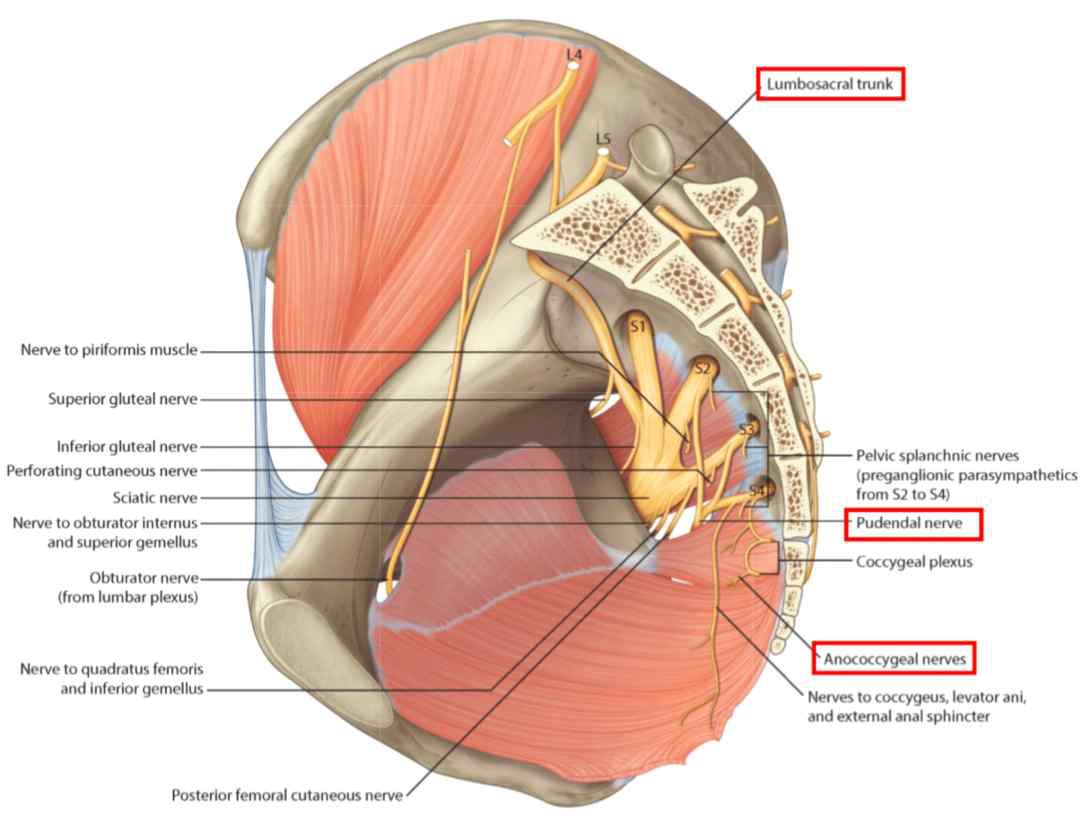 L4
Lumbosacral trunk
L5
S1
Nerve to piriformis muscle
S2
Superior gluteal nerve
S3
Inferior gluteal nerve
Perforating cutaneous nerve
Pelvic splanchnic nerves
(preganglionic parasympathetics
from S2 to S4)
S4
Sciatic nerve
Nerve to obturator internus
and superior gemellus
Pudendal nerve
Coccygeal plexus
Obturator nerve
(from lumbar plexus)
Anococcygeal nerves
Nerve to quadratus femoris
and inferior gemellus
Nerves to coccygeus, levator ani,
and external anal sphincter
Posterior femoral cutaneous nerve